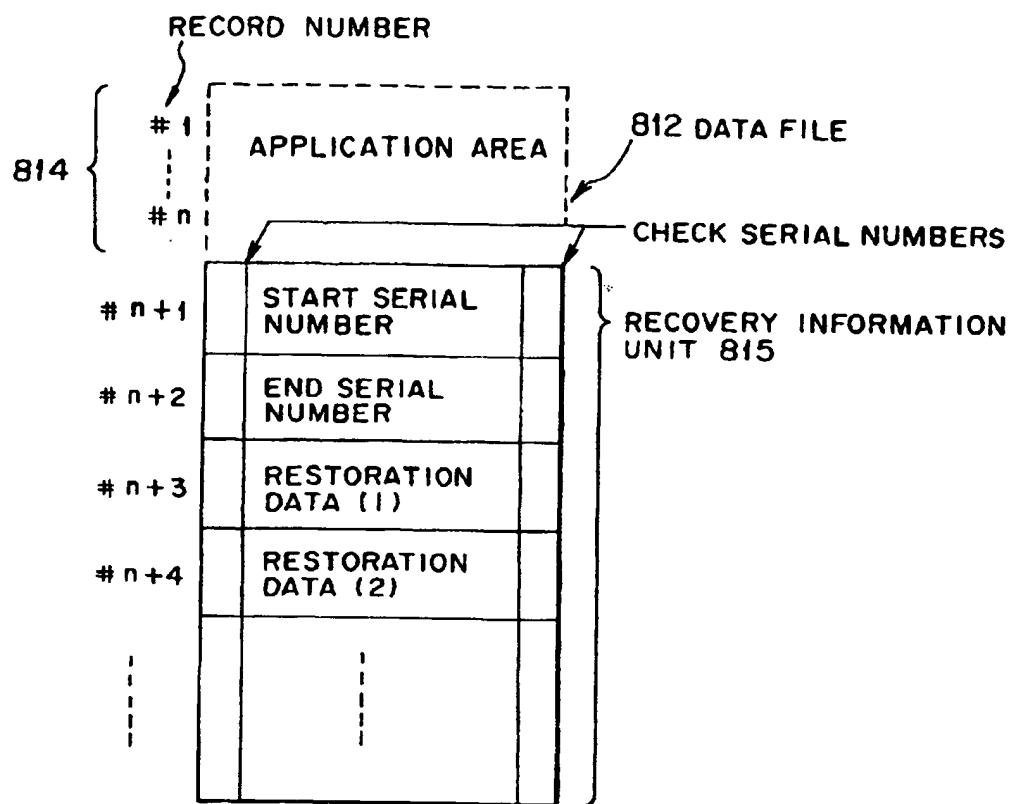 RECORD NUMBER
# 1
814
APPLICATION AREA
812 DATA FILE
# n
CHECK SERIAL NUMBERS
# n+1
START SERIAL
NUMBER
RECOVERY INFORMATION
UNIT 815
# n+2
END SERIAL
NUMBER
# n+3
RESTORATION
DATA (1)
# n+4
RESTORATION
DATA (2)